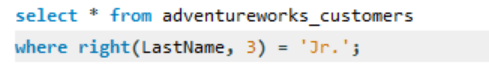 select * from adventureworks_customers
where right(LastName, 3) = 'Jr.';